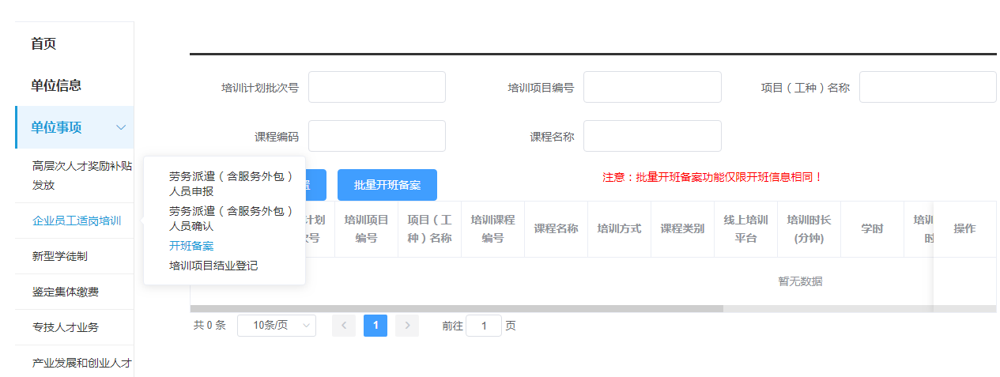 首页
单位信息
单位事项
高层次人才奖励补贴
发放
企业员工适岗培训
新型学徒制
鉴定集体缴费
专技人才业务
产业发展和创业人才
劳务派遣（含服务外包）
人员申报
劳务派遣（含服务外包）
人员确认
开班备案
培训项目结业登记
培训计划批次号
培训项目编号
项目（工种）名称
课程编码
课程名称
批量开班备案
注意：批量开班备案功能仅限开班信息相同！
计划
号
培训项目
编号
项目（工
种）名称
培训课程
编号
课程名称
培训方式
课程类别
线上培训
平台
培训时长
(分钟)
学时
培训
时
操作
暂无数据
共 0 条
10条/页
1
前往
1
页